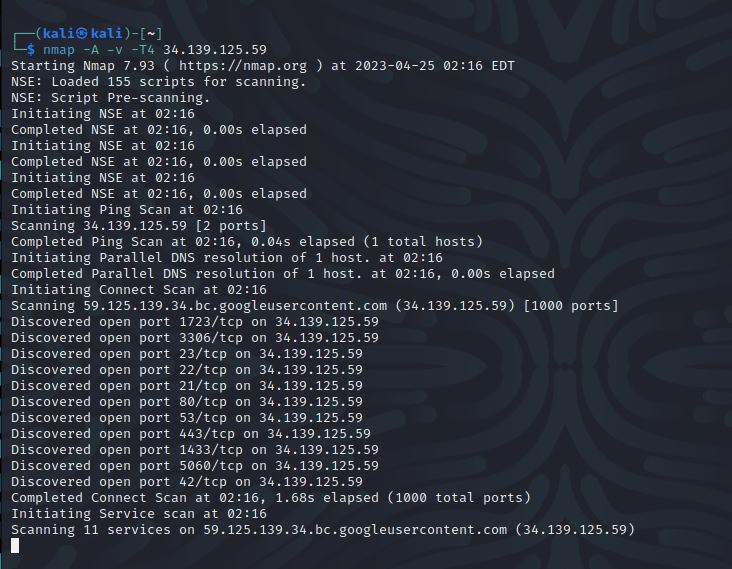 ┌──(kali㉿kali)-[~]
└─$ nmap -A -v -T4 34.139.125.59
Starting Nmap 7.93 ( https://nmap.org ) at 2023-04-25 02:16 EDT
NSE: Loaded 155 scripts for scanning.
NSE: Script Pre-scanning.
Initiating NSE at 02:16
Completed NSE at 02:16, 0.00s elapsed
Initiating NSE at 02:16
Completed NSE at 02:16, 0.00s elapsed
Initiating NSE at 02:16
Completed NSE at 02:16, 0.00s elapsed
Initiating Ping Scan at 02:16
Scanning 34.139.125.59 [2 ports]
Completed Ping Scan at 02:16, 0.04s elapsed (1 total hosts)
Initiating Parallel DNS resolution of 1 host. at 02:16
Completed Parallel DNS resolution of 1 host. at 02:16, 0.00s elapsed
Initiating Connect Scan at 02:16
Scanning 59.125.139.34.bc.googleusercontent.com (34.139.125.59) [1000 ports]
Discovered open port 1723/tcp on 34.139.125.59
Discovered open port 3306/tcp on 34.139.125.59
Discovered open port 23/tcp on 34.139.125.59
Discovered open port 22/tcp on 34.139.125.59
Discovered open port 21/tcp on 34.139.125.59
Discovered open port 80/tcp on 34.139.125.59
Discovered open port 53/tcp on 34.139.125.59
Discovered open port 443/tcp on 34.139.125.59
Discovered open port 1433/tcp on 34.139.125.59
Discovered open port 5060/tcp on 34.139.125.59
Discovered open port 42/tcp on 34.139.125.59
Completed Connect Scan at 02:16, 1.68s elapsed (1000 total ports)
Initiating Service scan at 02:16
Scanning 11 services on 59.125.139.34.bc.googleusercontent.com (34.139.125.59)